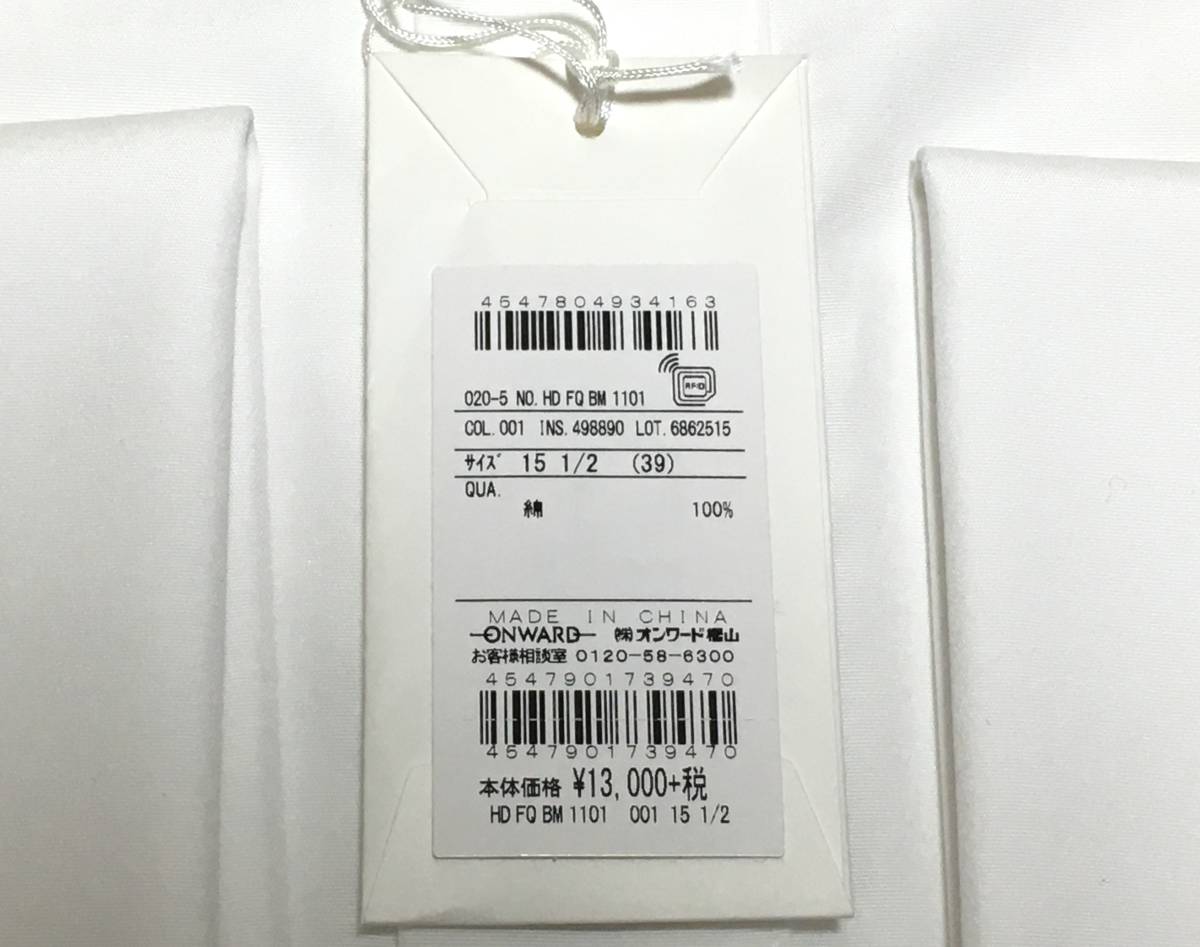 4547804934163
RFID
020-5 NO. HD FQ BM 1101
COL. 001 INS. 498890 LOT. 6862515
ｻｲｽﾞ 15 1/2 (39)
QUA.
綿 100%
MADE IN CHINA
ONWARD ㈱オンワード樫山
お客様相談室 0120-58-6300
4547901739470
4547901739470
本体価格 ¥13,000+税
HD FQ BM 1101 001 15 1/2